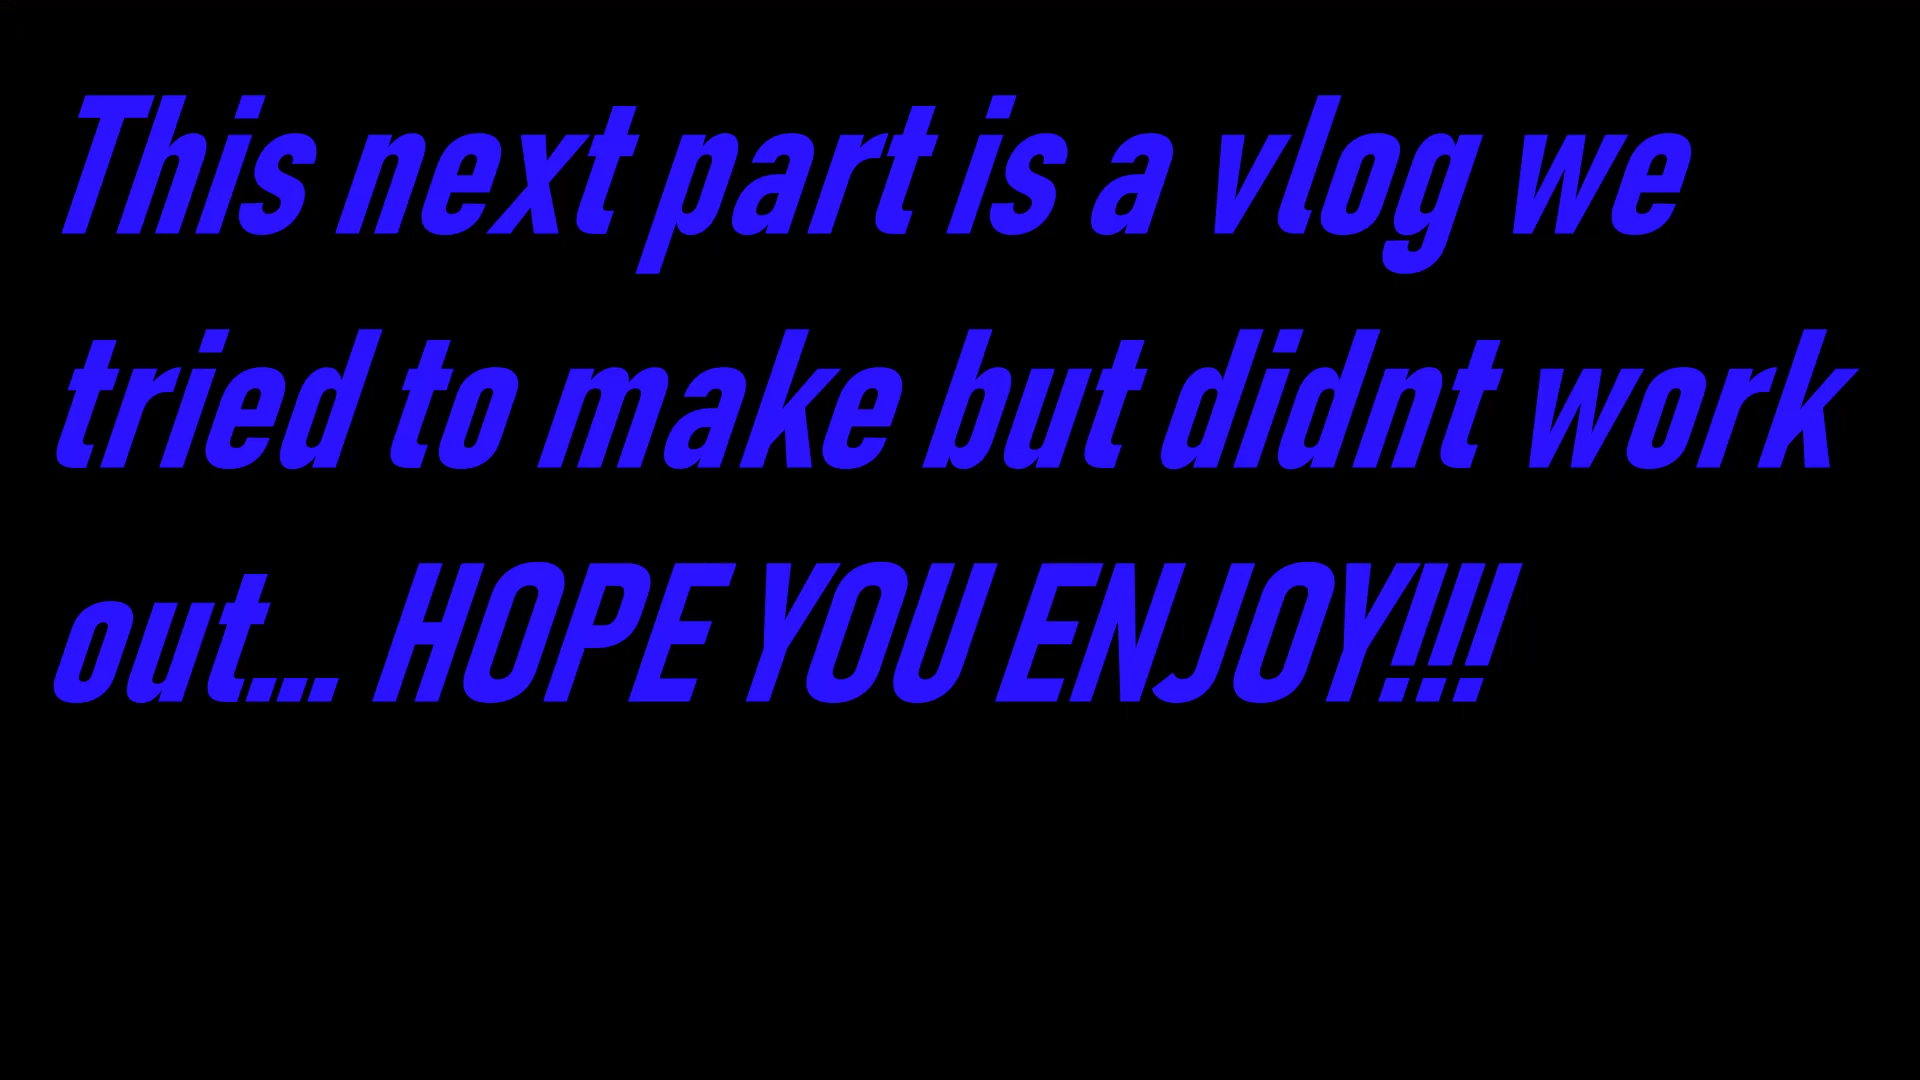 This next part is a vlog we
tried to make but didnt work
out... HOPE YOU ENJOY!!!